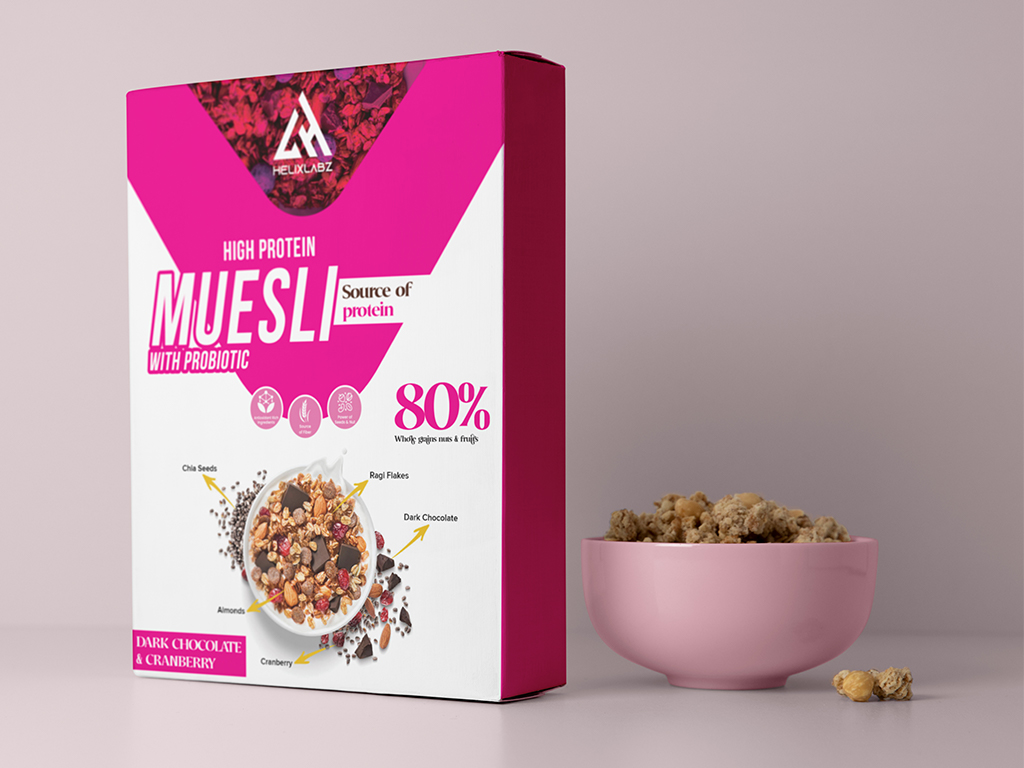 HELIXLABZ
HIGH PROTEIN
MUESLI
WITH PROBIOTIC
Source of
protein
80%
Whole grains nuts & fruits
Chia Seeds
Ragi Flakes
Dark Chocolate
Almonds
Cranberry
DARK CHOCOLATE
& CRANBERRY